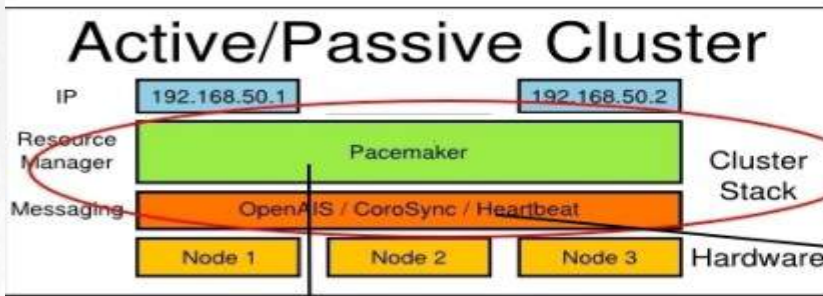 Active/Passive Cluster
IP 192.168.50.1 192.168.50.2
Resource Manager Pacemaker
Cluster Stack
Messaging OpenAIS / CoroSync / Heartbeat
Node 1 Node 2 Node 3 Hardware